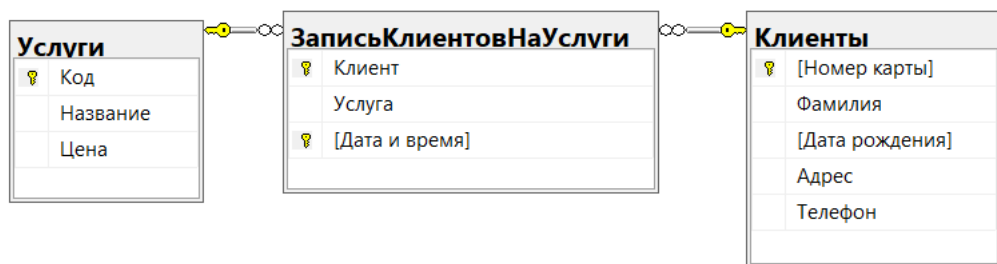 Услуги
Код
Название
Цена
ЗаписьКлиентовНаУслуги
Клиент
Услуга
[Дата и время]
Клиенты
[Номер карты]
Фамилия
[Дата рождения]
Адрес
Телефон